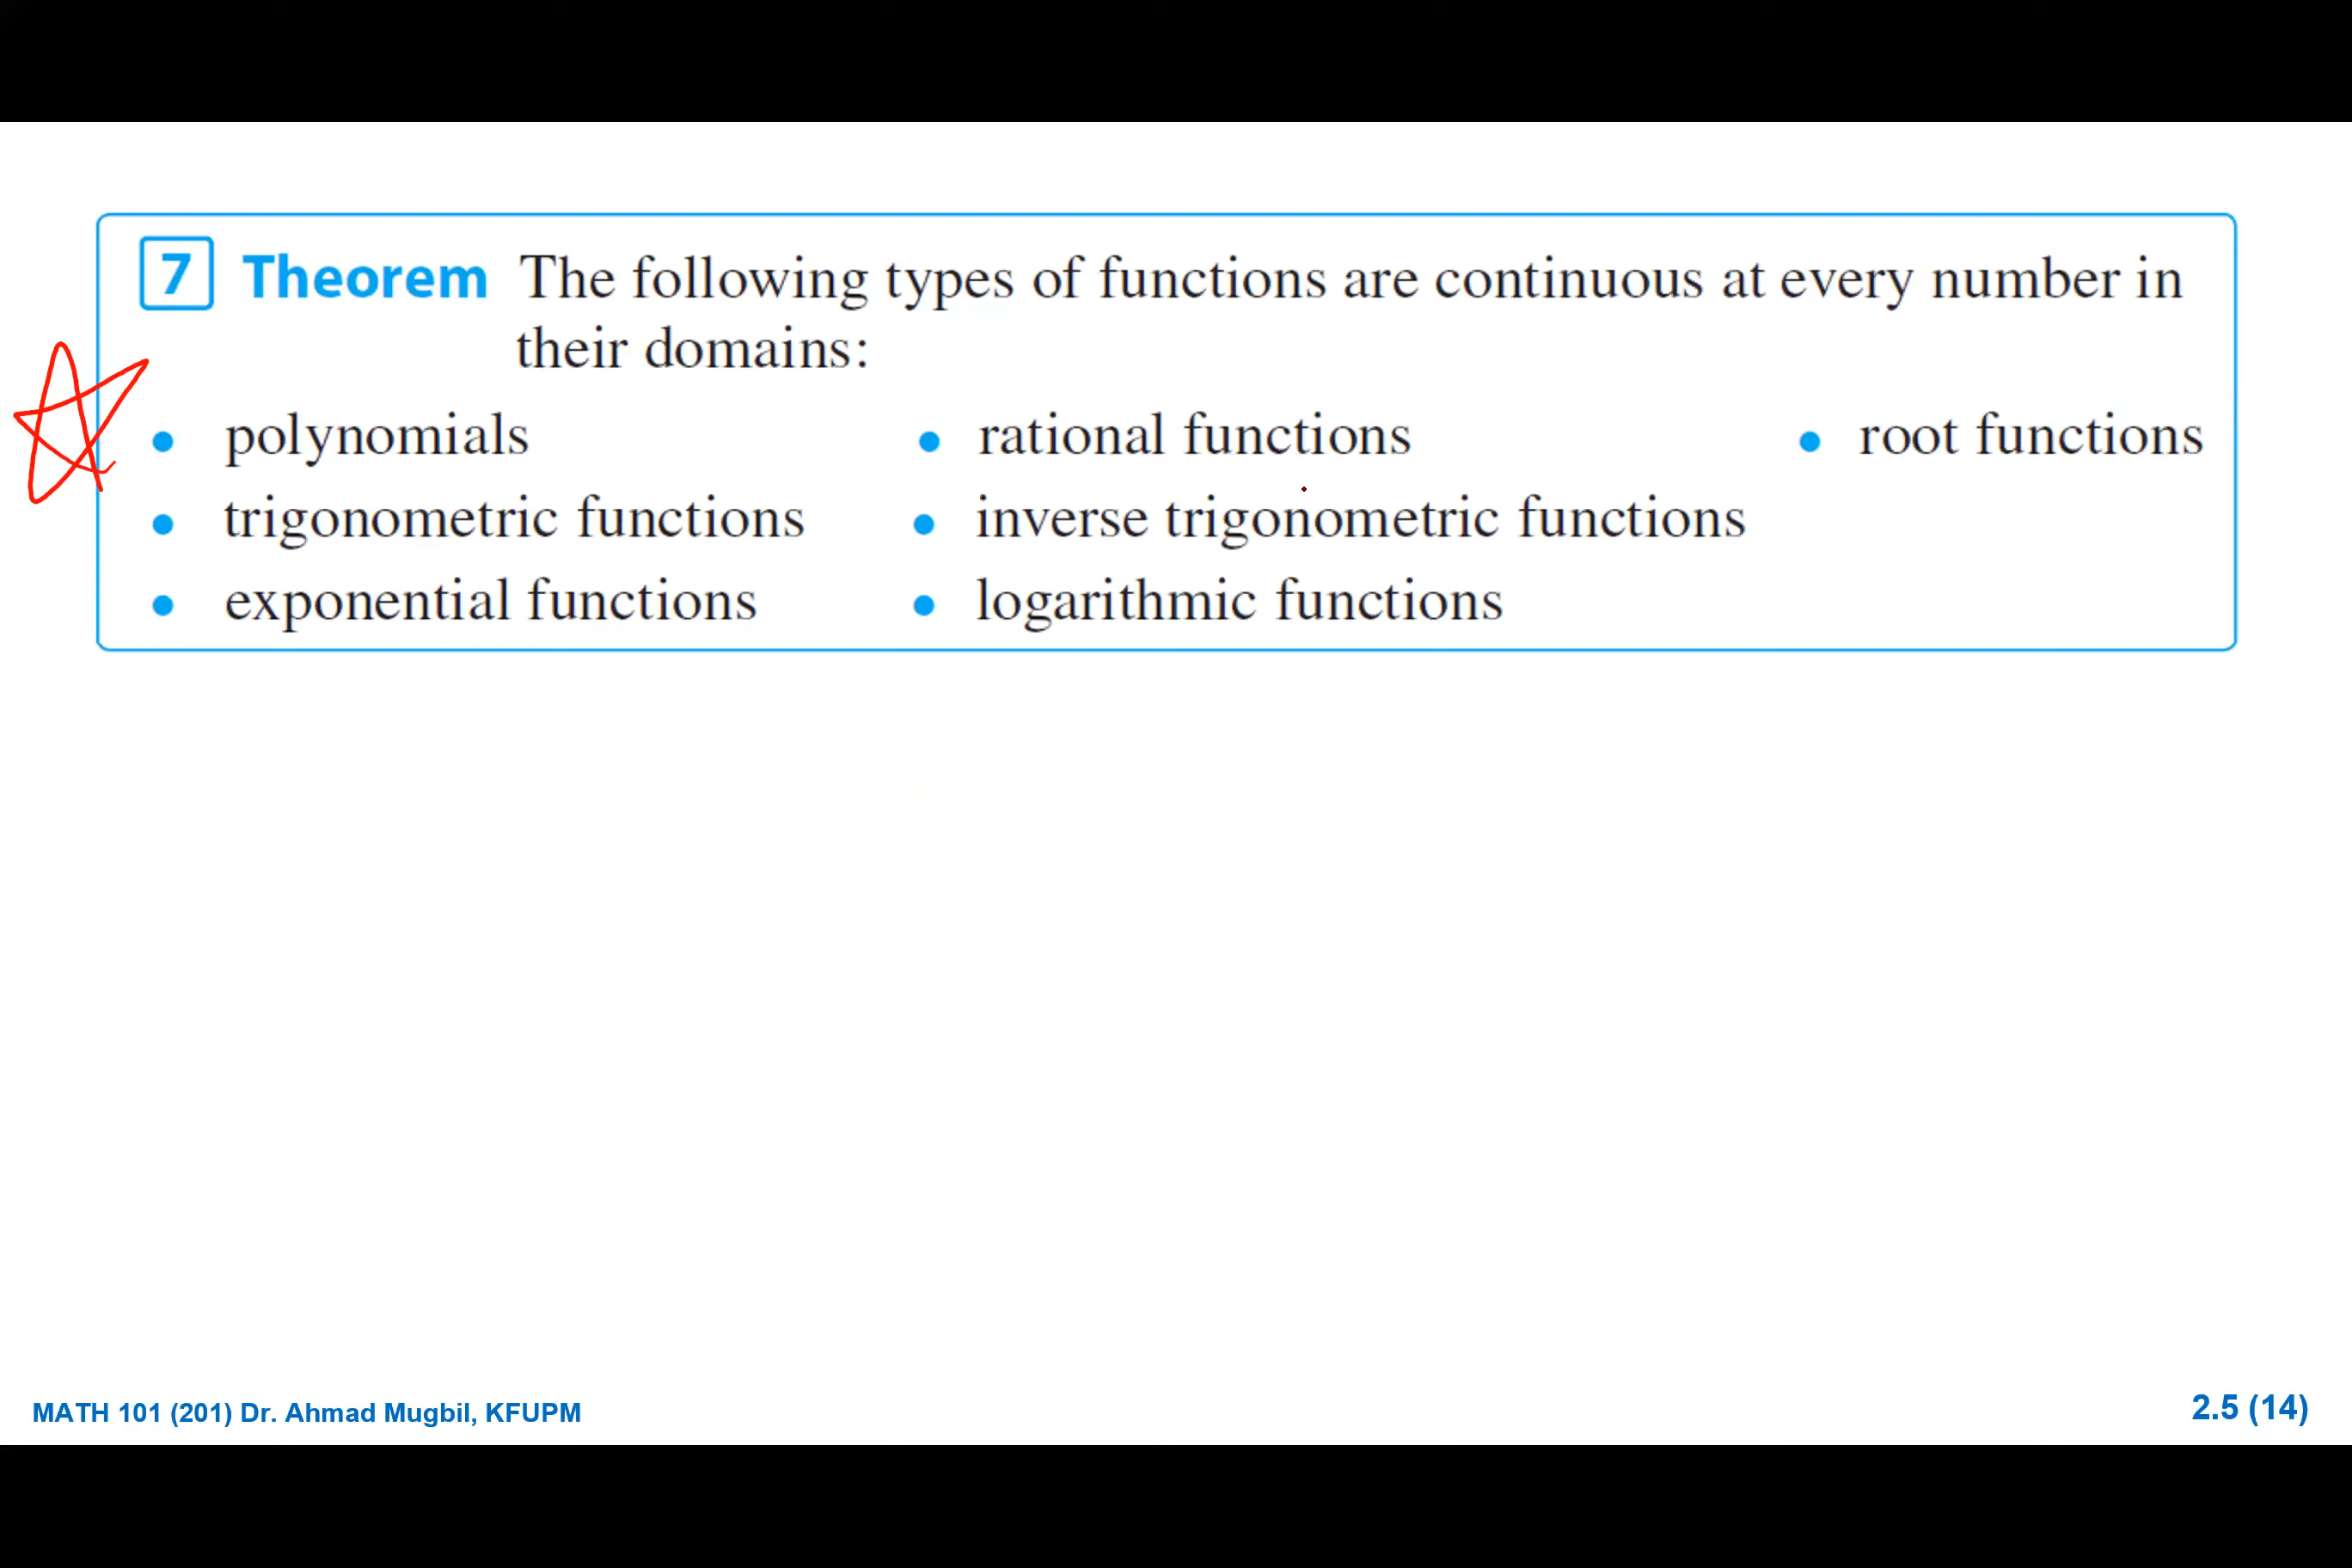 7 Theorem The following types of functions are continuous at every number in
their domains:
• polynomials • rational functions • root functions
• trigonometric functions • inverse trigonometric functions
• exponential functions • logarithmic functions
MATH 101 (201) Dr. Ahmad Mugbil, KFUPM 2.5 (14)